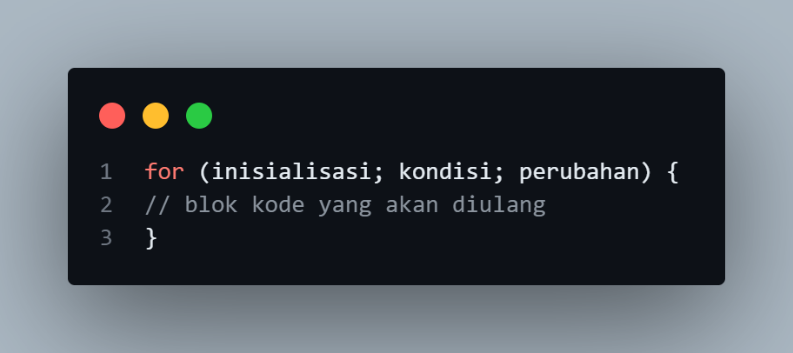 1 for (inisialisasi; kondisi; perubahan) {
2 // blok kode yang akan diulang
3 }